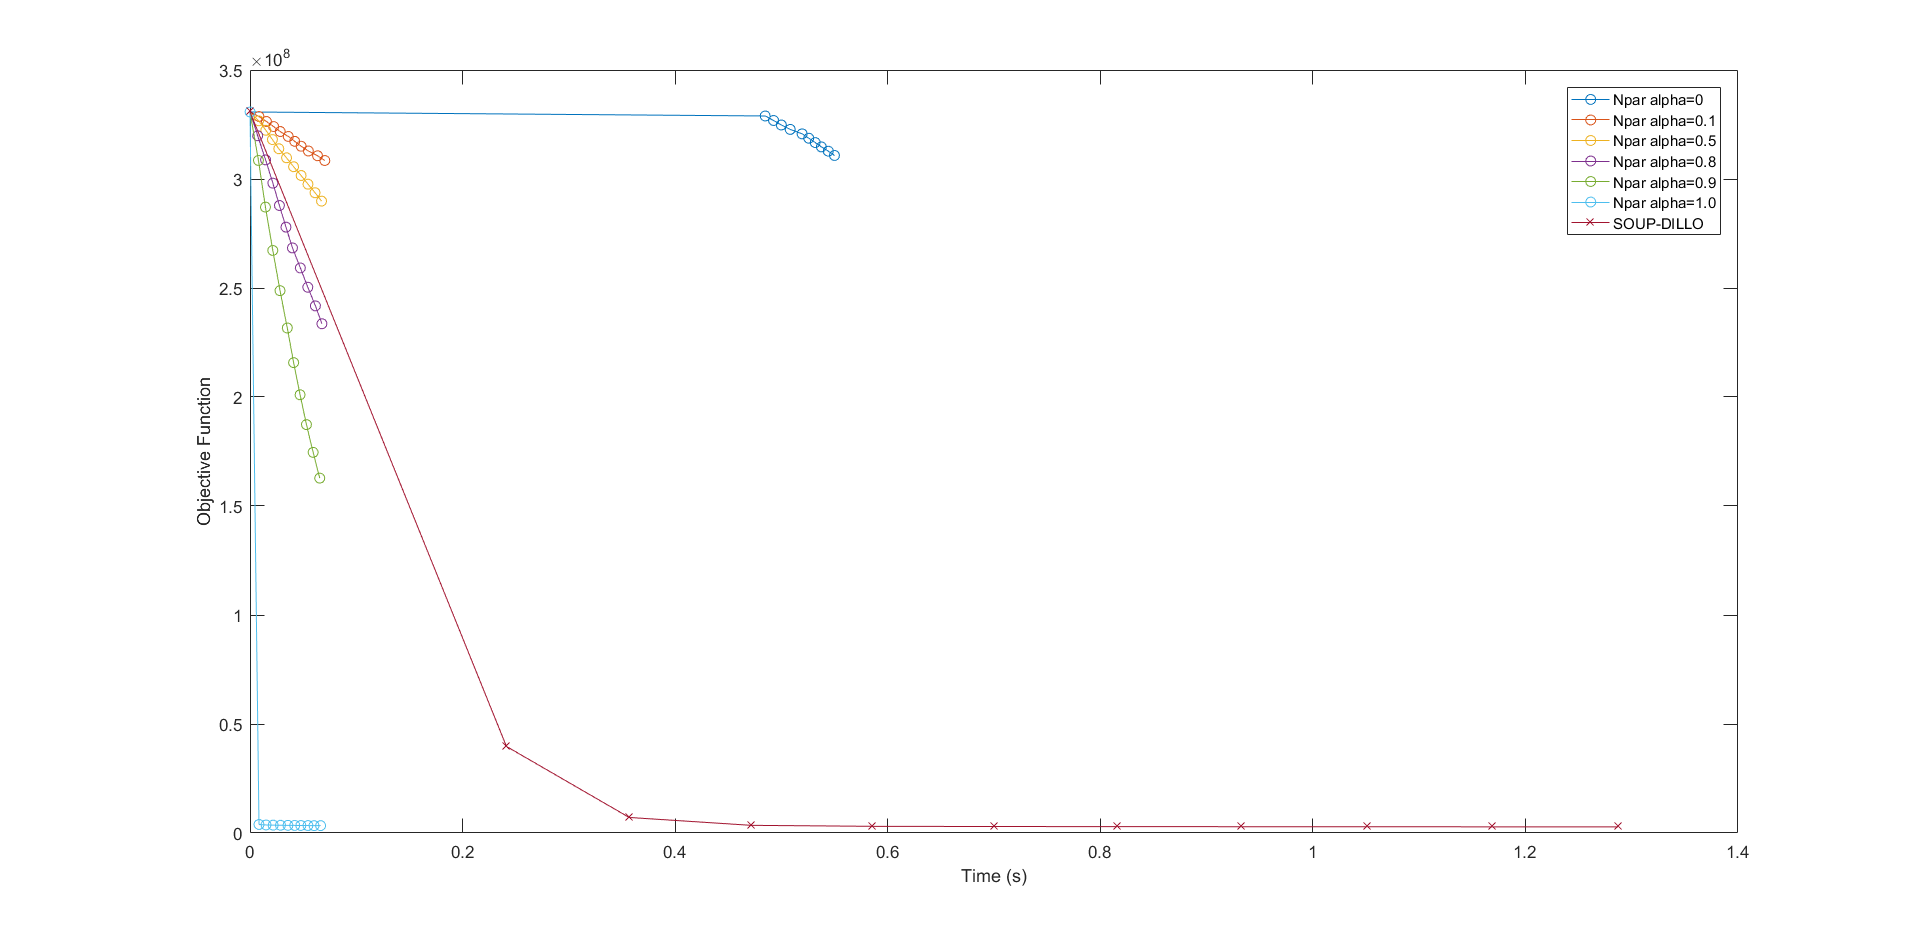 ×10^8
3.5
3
2.5
2
1.5
1
0.5
0
Objective Function
0 0.2 0.4 0.6 0.8 1 1.2 1.4
Time (s)
Npar alpha=0
Npar alpha=0.1
Npar alpha=0.5
Npar alpha=0.8
Npar alpha=0.9
Npar alpha=1.0
SOUP-DILLO